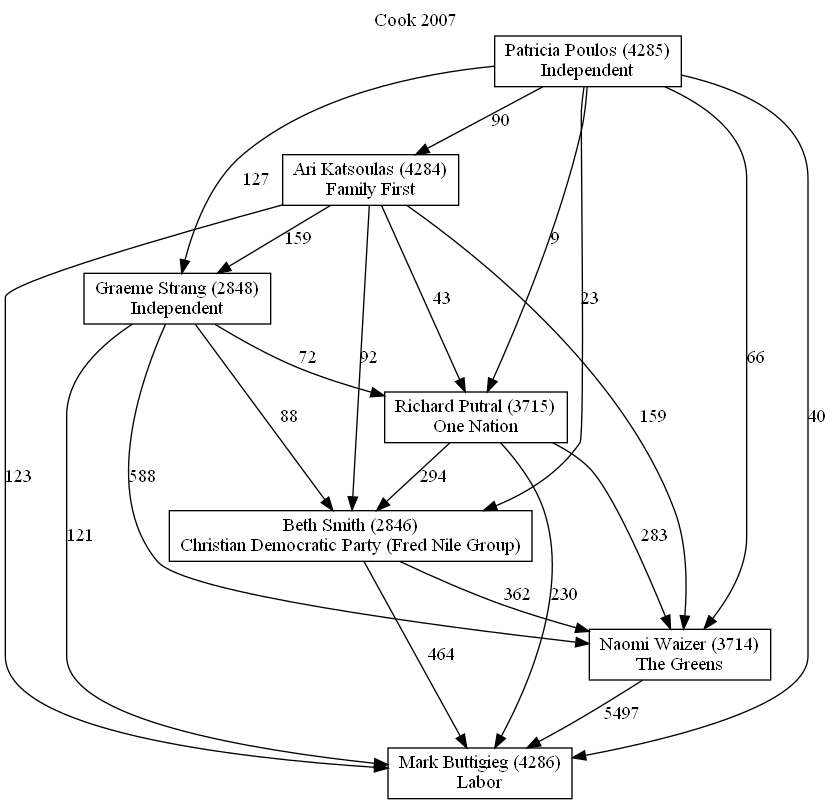 Cook 2007
Patricia Poulos (4285)
Independent
90
127
Ari Katsoulas (4284)
Family First
159
9
Graeme Strang (2848)
Independent
43
23
72
92
66
Richard Putral (3715)
One Nation
88
159
40
123
588
294
Beth Smith (2846)
Christian Democratic Party (Fred Nile Group)
121
283
362
230
Naomi Waizer (3714)
The Greens
464
5497
Mark Buttigieg (4286)
Labor